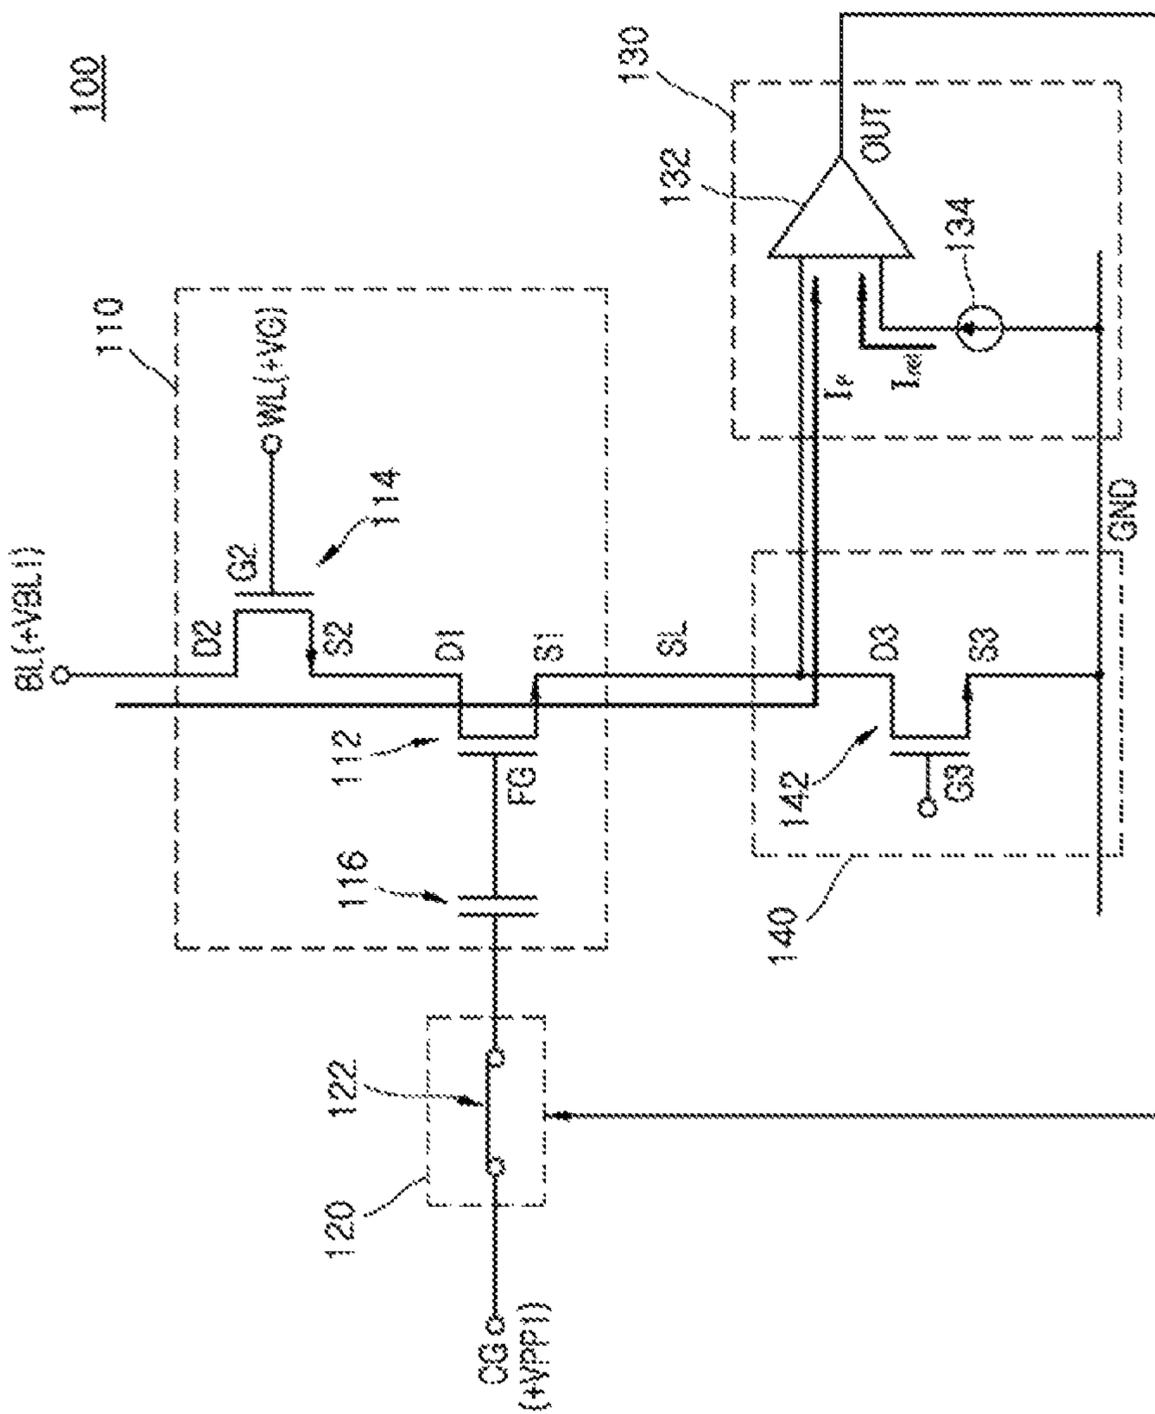 100
BL(+VBL1)
110
WL(+VG)
D2
G2
114
S2
112
D1
FG
S1
116
SL
120
122
CG
(+VPP1)
130
132
OUT
134
I
I
140
142
D3
G3
S3
GND